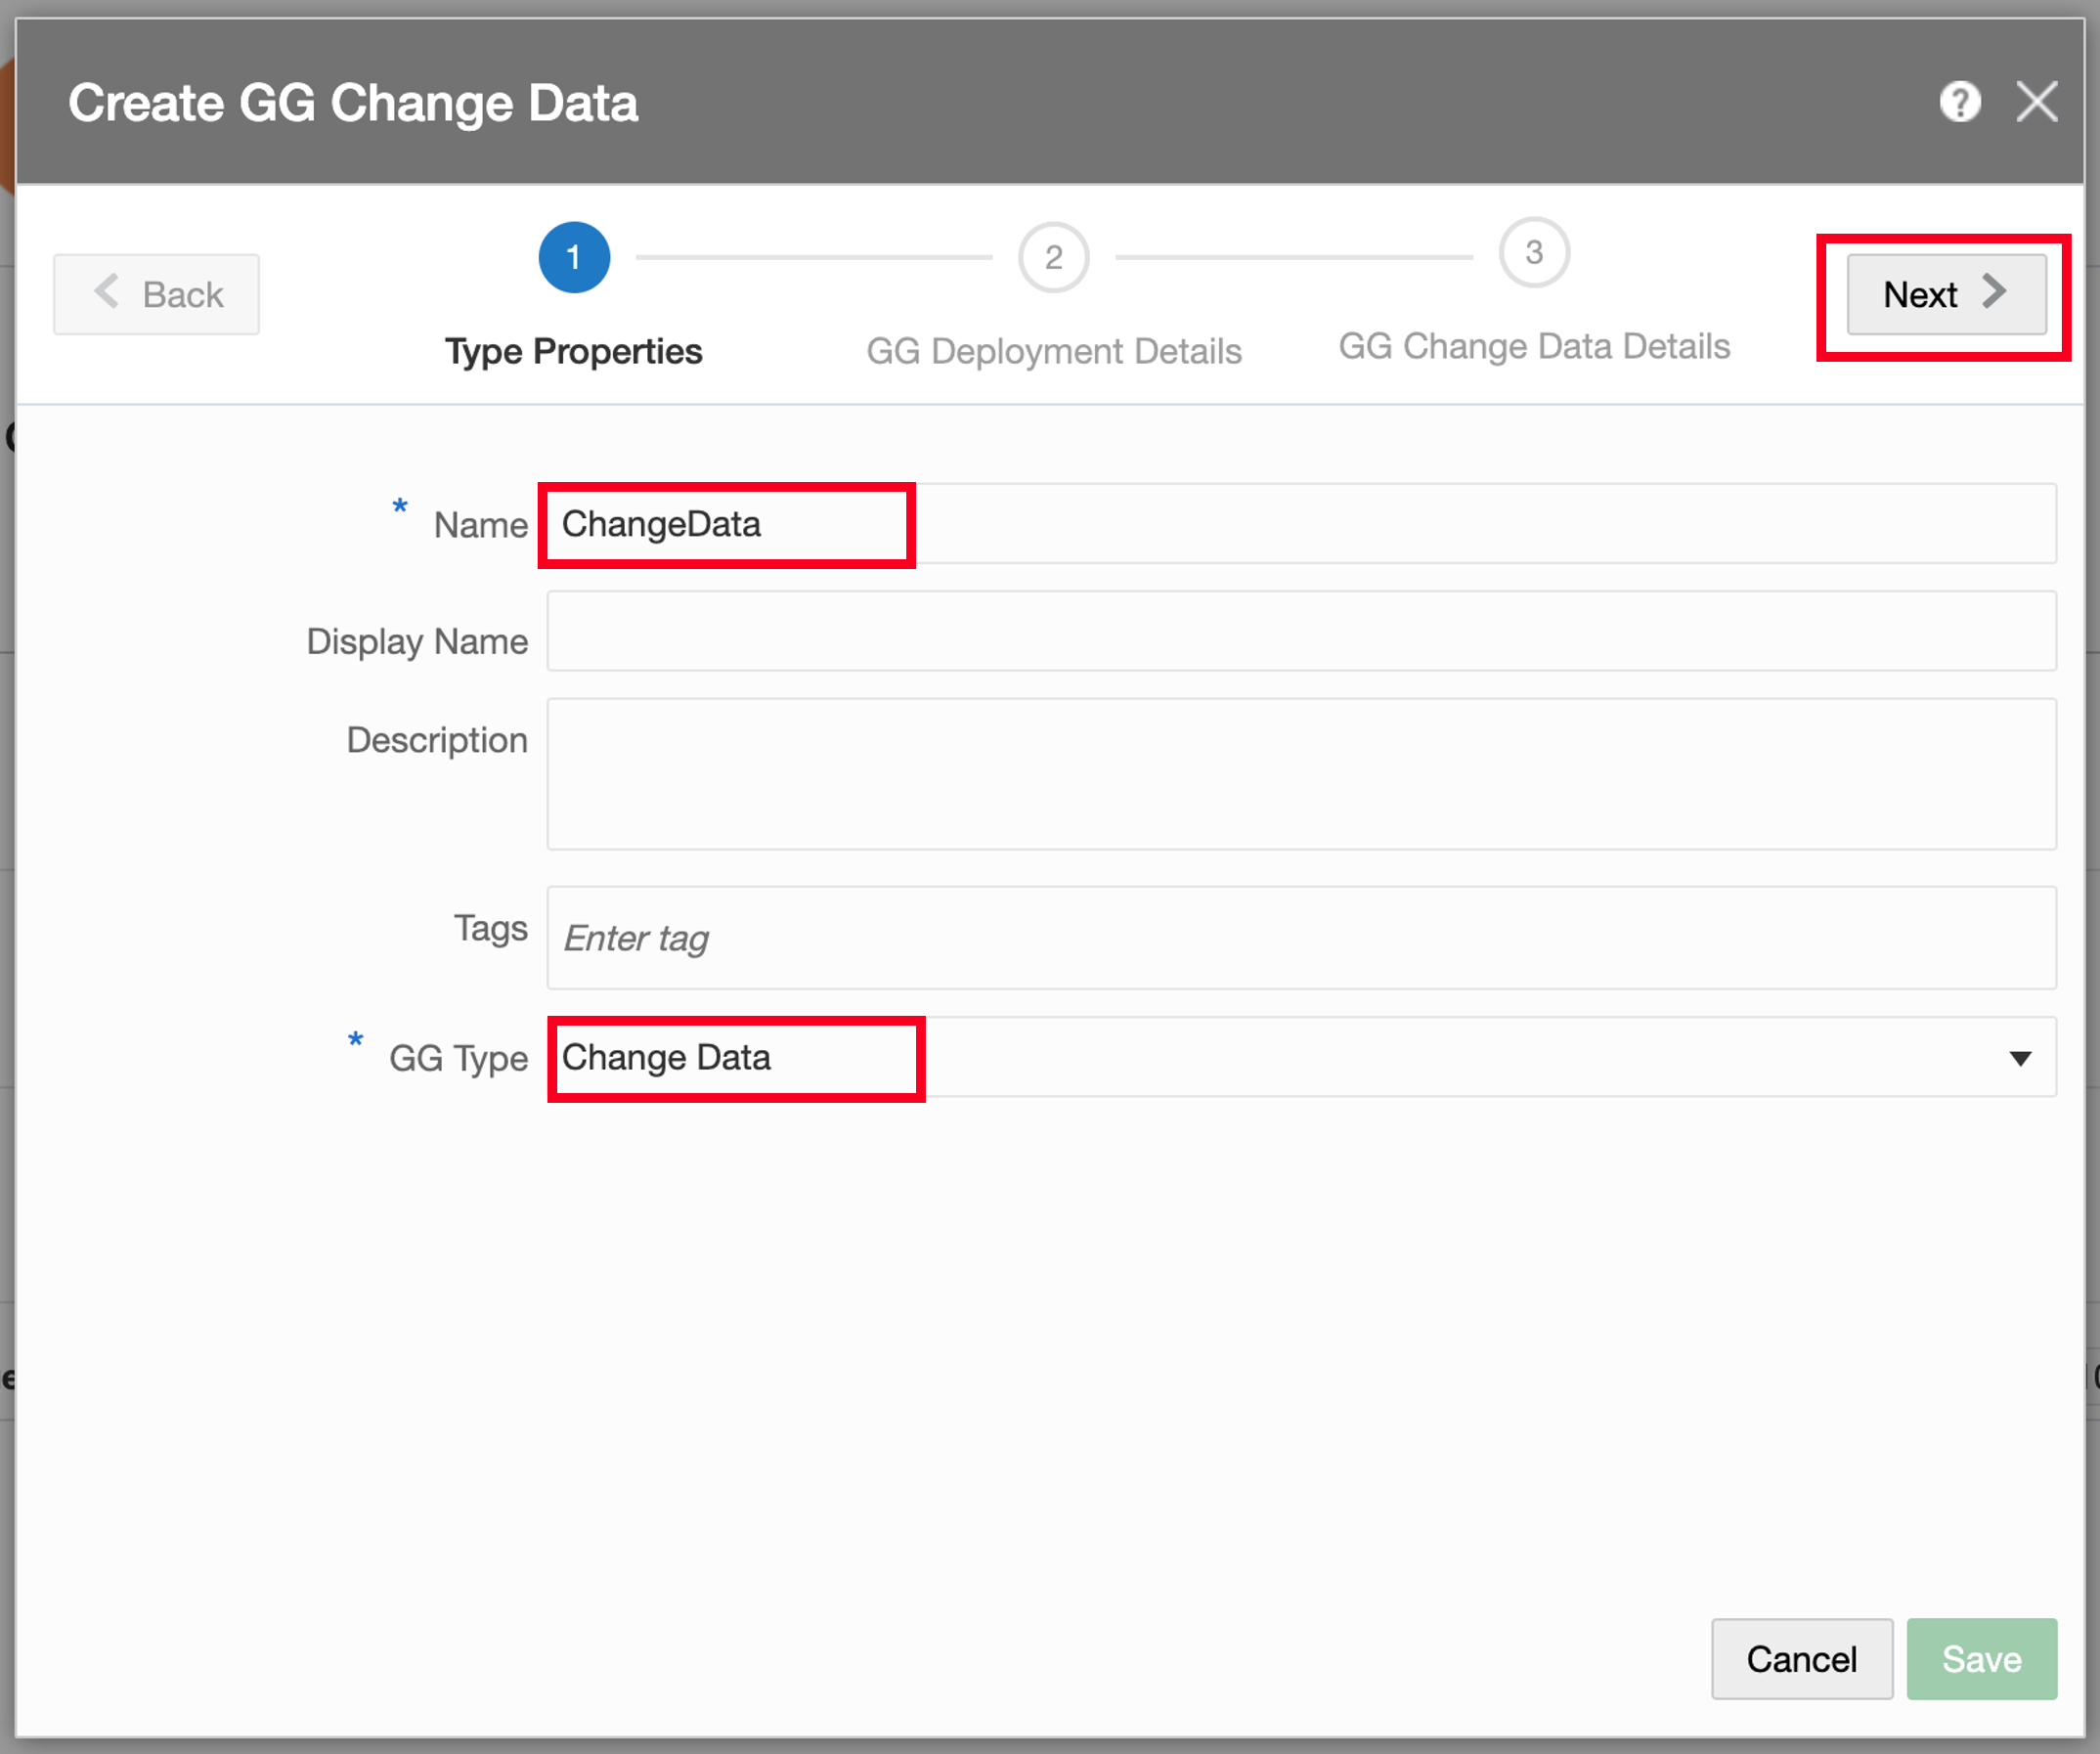 Create GG Change Data
?
Back
1
2
3
Next
Type Properties
GG Deployment Details
GG Change Data Details
* Name ChangeData
Display Name
Description
Tags Enter tag
* GG Type Change Data
Cancel
Save